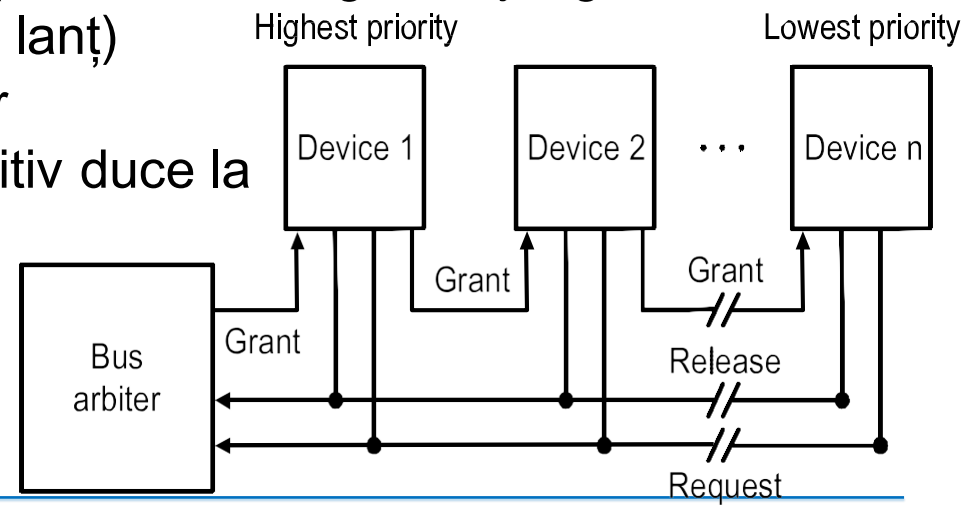 lanț)
itiv duce la
Highest priority
Lowest priority
Device 1
Device 2
...
Device n
Grant
Grant
Grant
Bus
arbiter
Release
Request